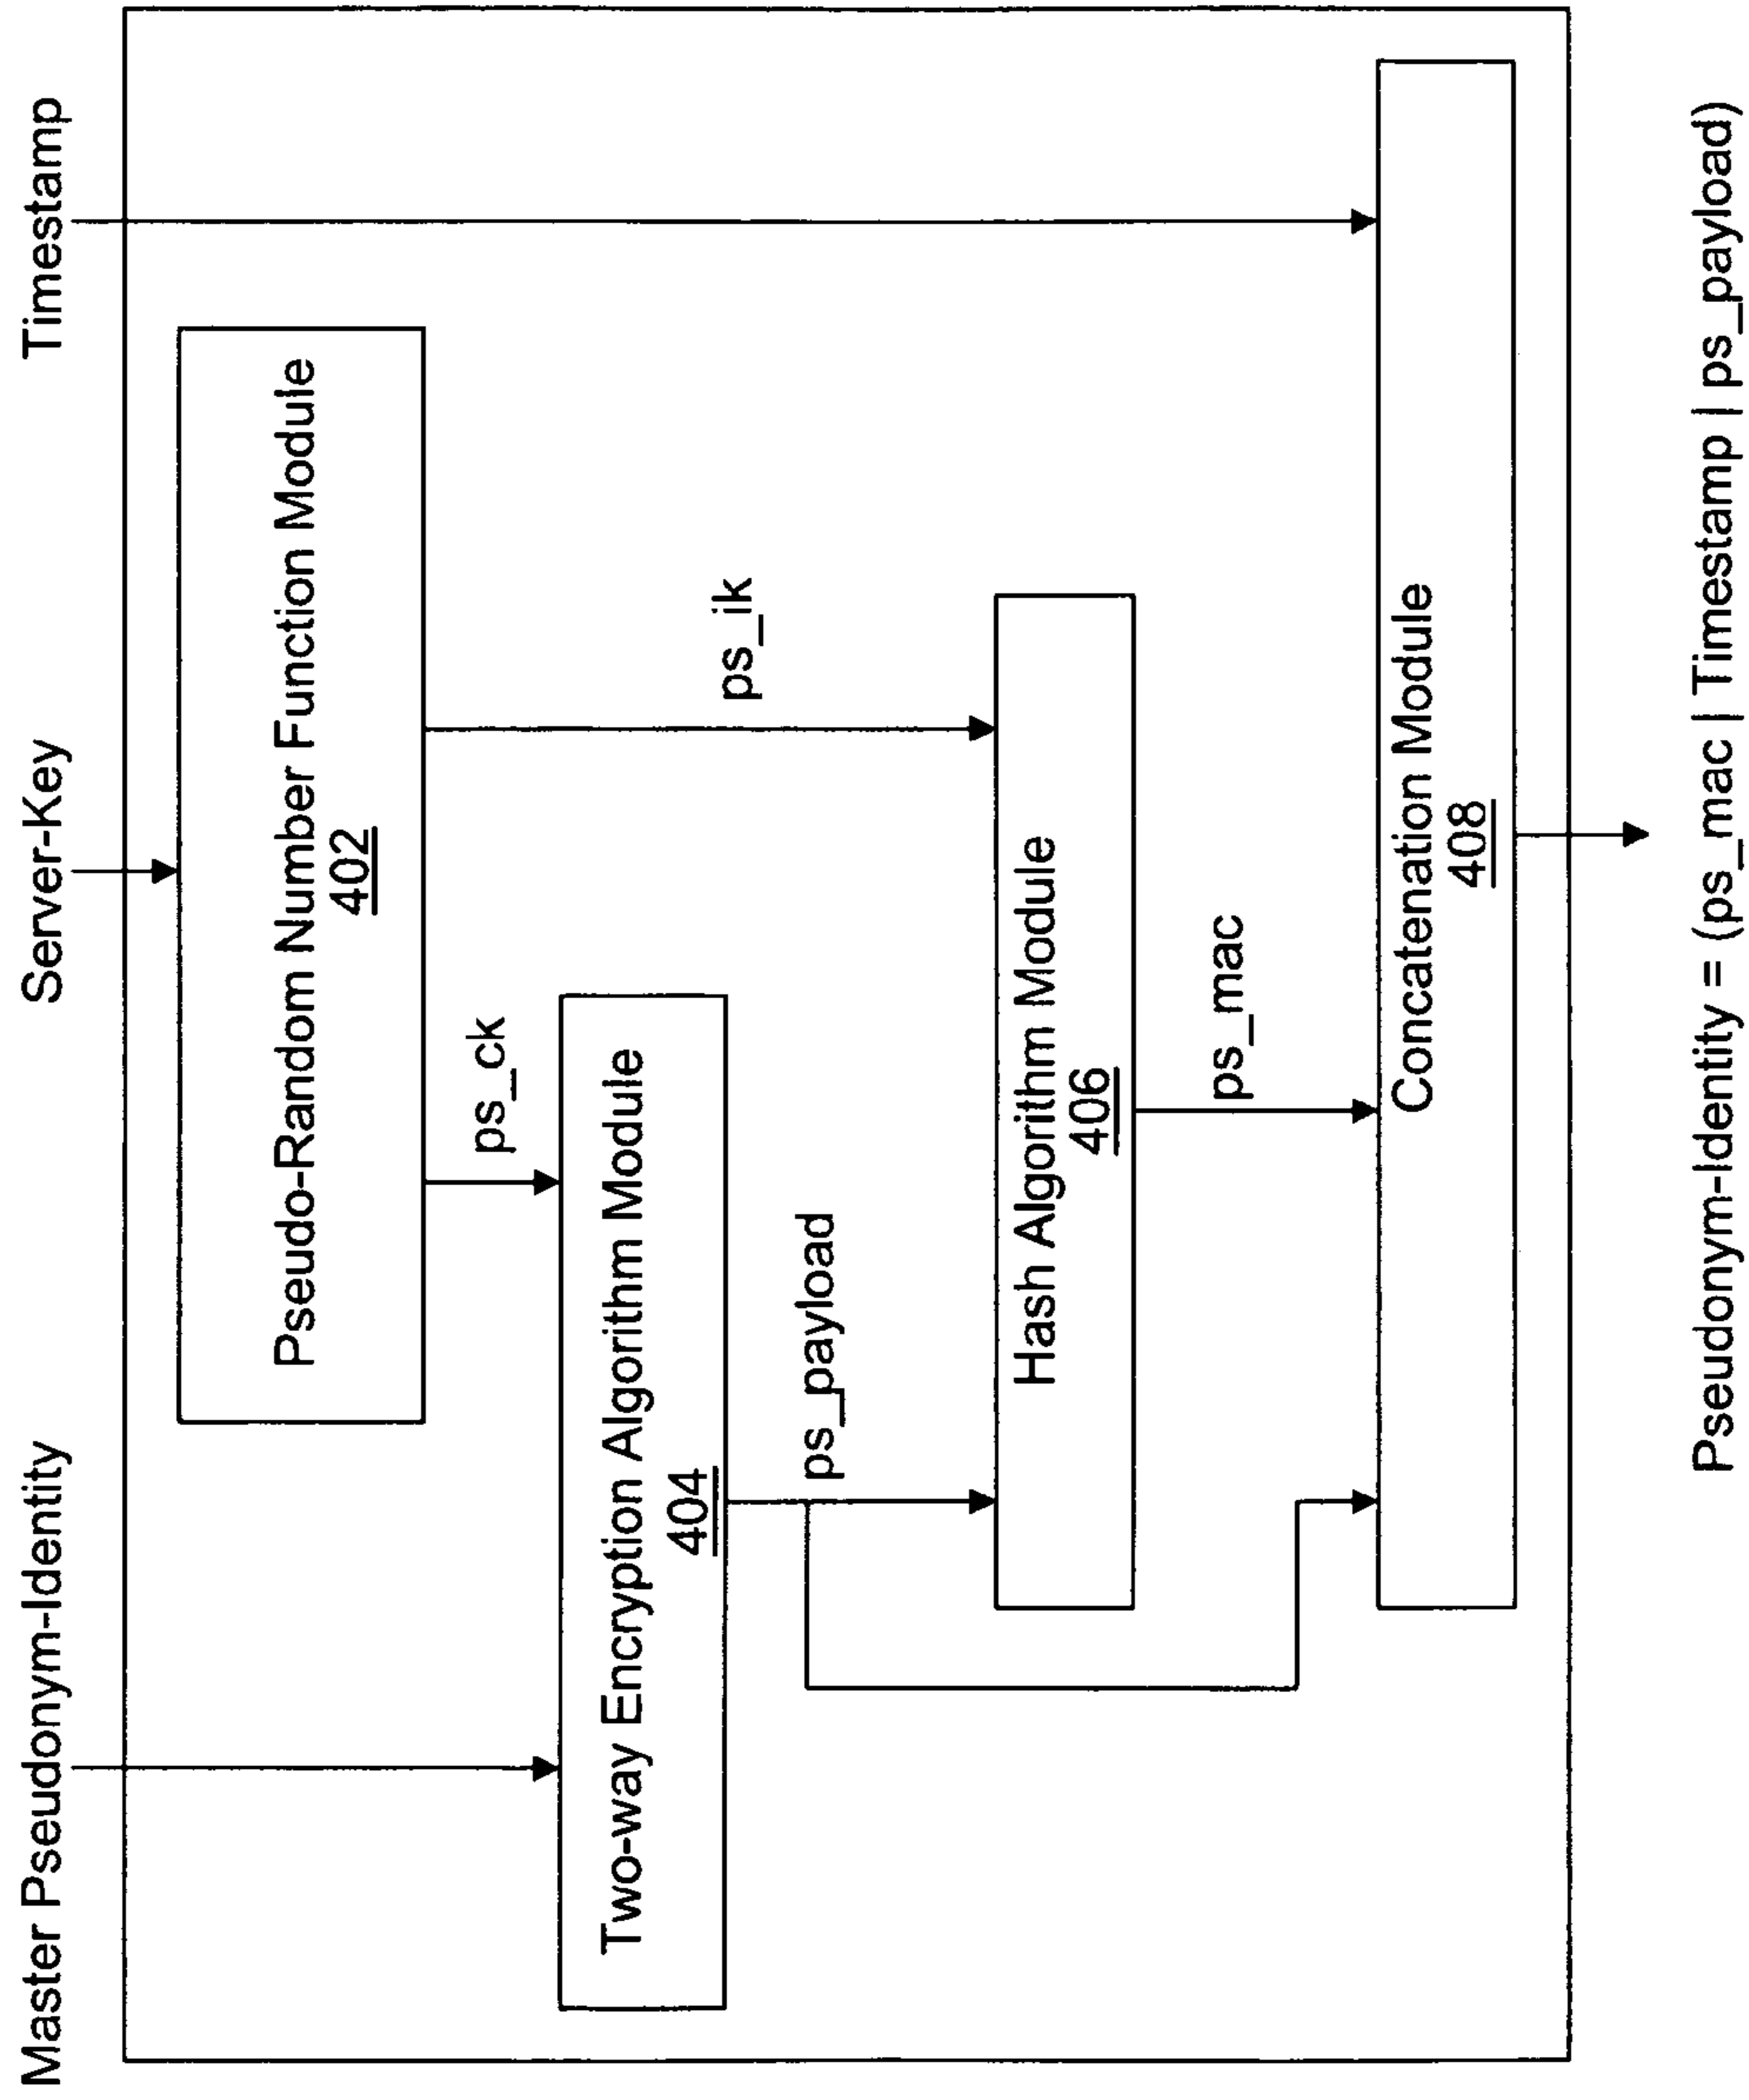 Master Pseudonym-Identity
Server-Key
Timestamp
Pseudo-Random Number Function Module
402
ps_ck
ps_ik
Two-way Encryption Algorithm Module
404
ps_payload
Hash Algorithm Module
406
ps_mac
Concatenation Module
408
Pseudonym-Identity = (ps_mac | Timestamp | ps_payload)